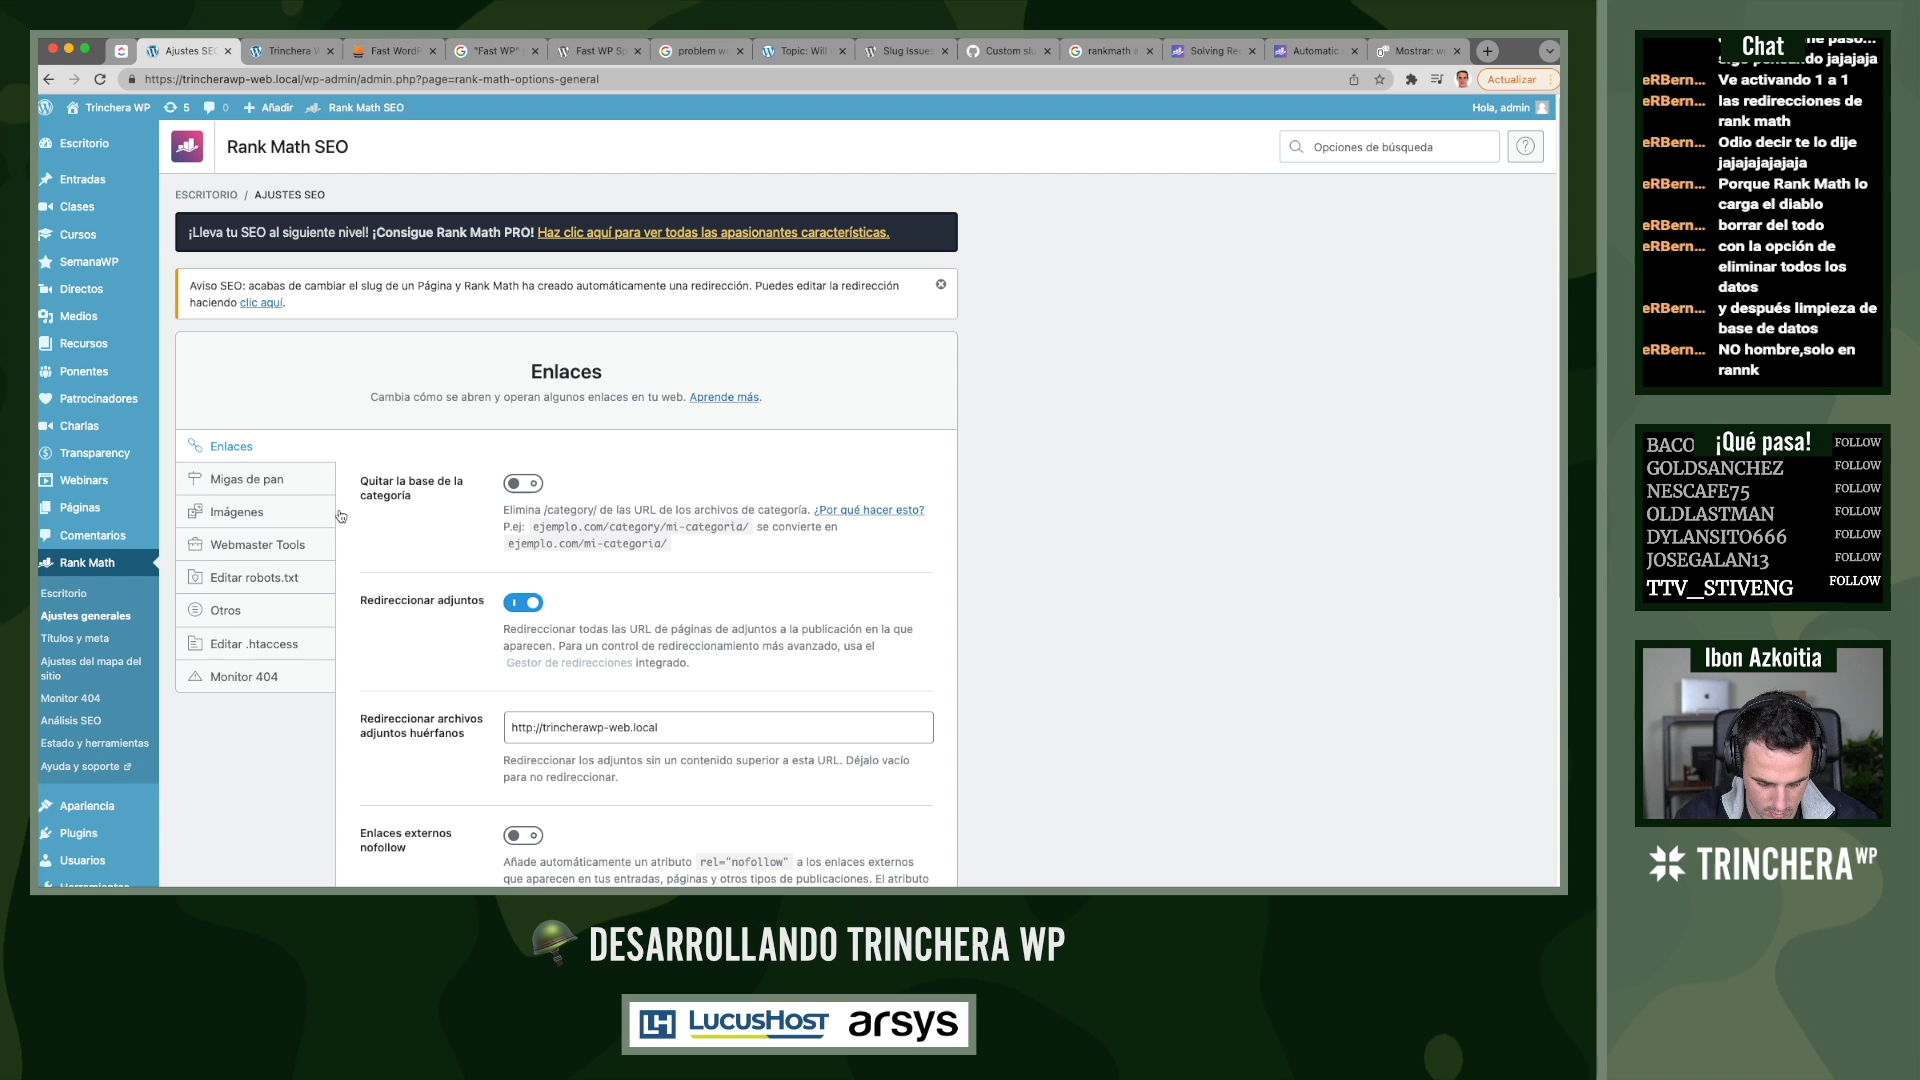 Ajustes SE
Trinchera W
Fast WordP
"Fast WP"
Fast WP Sp
problem w
Topic: Will
Slug Issues
Custom sl
rankmath a
Solving Re
Automatic
Mostrar: w
https://trincherawp-web.local/wp-admin/admin.php?page=rank-math-options-general
Actualizar
Trinchera WP
5
0
Añadir
Rank Math SEO
Hola, admin
Escritorio
Entradas
Clases
Cursos
SemanaWP
Directos
Medios
Recursos
Ponentes
Patrocinadores
Charlas
Transparency
Webinars
Páginas
Comentarios
Rank Math
Escritorio
Ajustes generales
Títulos y meta
Ajustes del mapa del
sitio
Monitor 404
Análisis SEO
Estado y herramientas
Ayuda y soporte
Apariencia
Plugins
Usuarios
Herramientas
Rank Math SEO
Opciones de búsqueda
ESCRITORIO / AJUSTES SEO
¡Lleva tu SEO al siguiente nivel! ¡Consigue Rank Math PRO! Haz clic aquí para ver todas las apasionantes características.
Aviso SEO: acabas de cambiar el slug de un Página y Rank Math ha creado automáticamente una redirección. Puedes editar la redirección
haciendo clic aquí.
Enlaces
Cambia cómo se abren y operan algunos enlaces en tu web. Aprende más.
Enlaces
Migas de pan
Imágenes
Webmaster Tools
Editar robots.txt
Otros
Editar .htaccess
Monitor 404
Quitar la base de la
categoría
Elimina /category/ de las URL de los archivos de categoría. ¿Por qué hacer esto?
P.ej: ejemplo.com/category/mi-categoria/ se convierte en
ejemplo.com/mi-categoria/
Redireccionar adjuntos
Redireccionar todas las URL de páginas de adjuntos a la publicación en la que
aparecen. Para un control de redireccionamiento más avanzado, usa el
Gestor de redirecciones integrado.
Redireccionar archivos
adjuntos huérfanos
http://trincherawp-web.local
Redireccionar los adjuntos sin un contenido superior a esta URL. Déjalo vacío
para no redireccionar.
Enlaces externos
nofollow
Añade automáticamente un atributo rel="nofollow" a los enlaces externos
que aparecen en tus entradas, páginas y otros tipos de publicaciones. El atributo
Chat
do jajajaja
eRBern... Ve activando 1 a 1
eRBern... las redirecciones de
rank math
eRBern... Odio decir te lo dije
jajajajajajaja
eRBern... Porque Rank Math lo
carga el diablo
eRBern... borrar del todo
eRBern... con la opción de
eliminar todos los
datos
eRBern... y después limpieza de
base de datos
eRBern... NO hombre,solo en
rannk
¡Qué pasa!
BACO FOLLOW
GOLDSANCHEZ FOLLOW
NESCAFE75 FOLLOW
OLDLASTMAN FOLLOW
DYLANSITO666 FOLLOW
JOSEGALAN13 FOLLOW
TTV_STIVENG FOLLOW
Ibon Azkoitia
TRINCHERA WP
DESARROLLANDO TRINCHERA WP
LH LUCUSHOST arsys